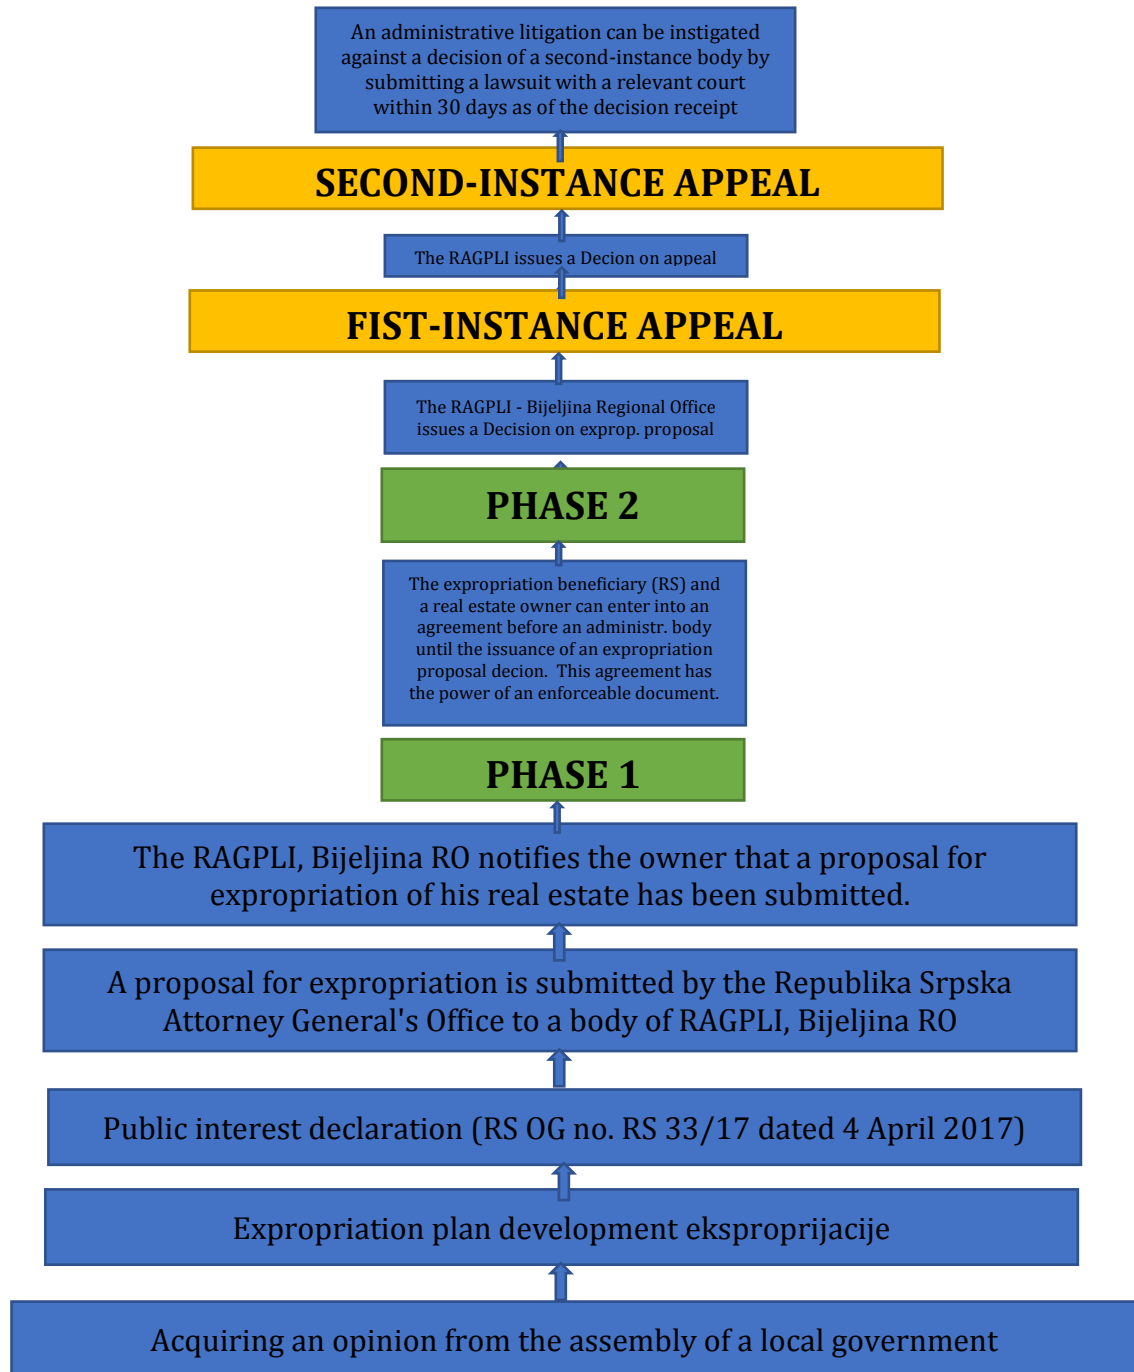 An administrative litigation can be instigated
against a decision of a second-instance body by
submitting a lawsuit with a relevant court
within 30 days as of the decision receipt
SECOND-INSTANCE APPEAL
The RAGPLI issues a Decion on appeal
FIST-INSTANCE APPEAL
The RAGPLI - Bijeljina Regional Office
issues a Decision on exprop. proposal
PHASE 2
The expropriation beneficiary (RS) and
a real estate owner can enter into an
agreement before an administr. body
until the issuance of an expropriation
proposal decion. This agreement has
the power of an enforceable document.
PHASE 1
The RAGPLI, Bijeljina RO notifies the owner that a proposal for
expropriation of his real estate has been submitted.
A proposal for expropriation is submitted by the Republika Srpska
Attorney General's Office to a body of RAGPLI, Bijeljina RO
Public interest declaration (RS OG no. RS 33/17 dated 4 April 2017)
Expropriation plan development eksproprijacije
Acquiring an opinion from the assembly of a local government